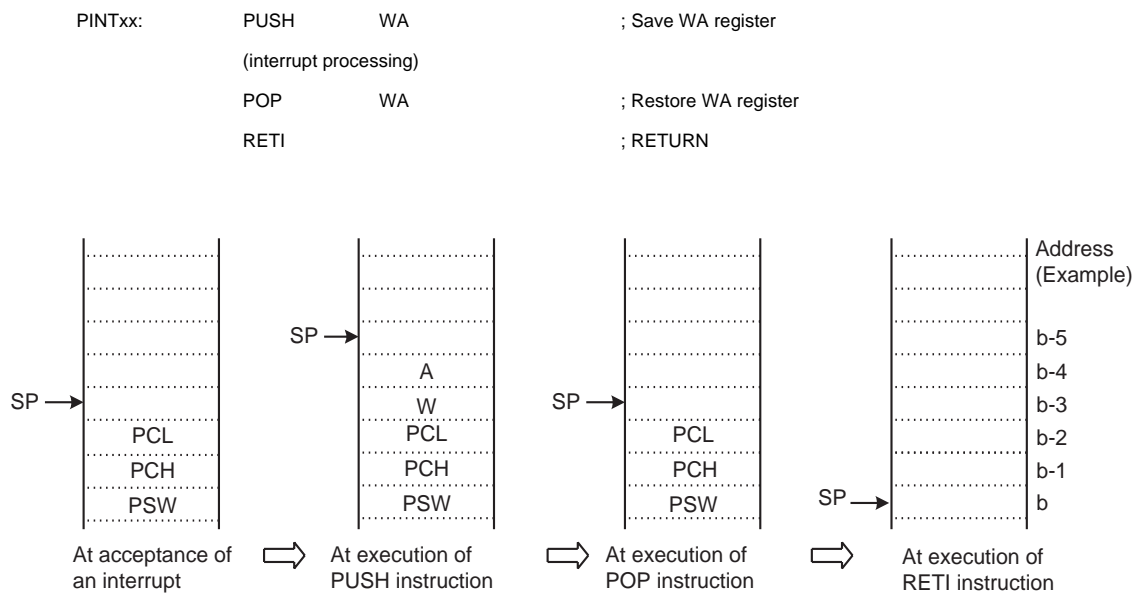 PINTxx: PUSH WA ; Save WA register
(interrupt processing)
POP WA ; Restore WA register
RETI ; RETURN
Address
(Example)
SP b-5
A b-4
SP W SP b-3
PCL PCL PCL b-2
PCH PCH PCH b-1
PSW PSW PSW SP b
At acceptance of
an interrupt
At execution of
PUSH instruction
At execution of
POP instruction
At execution of
RETI instruction